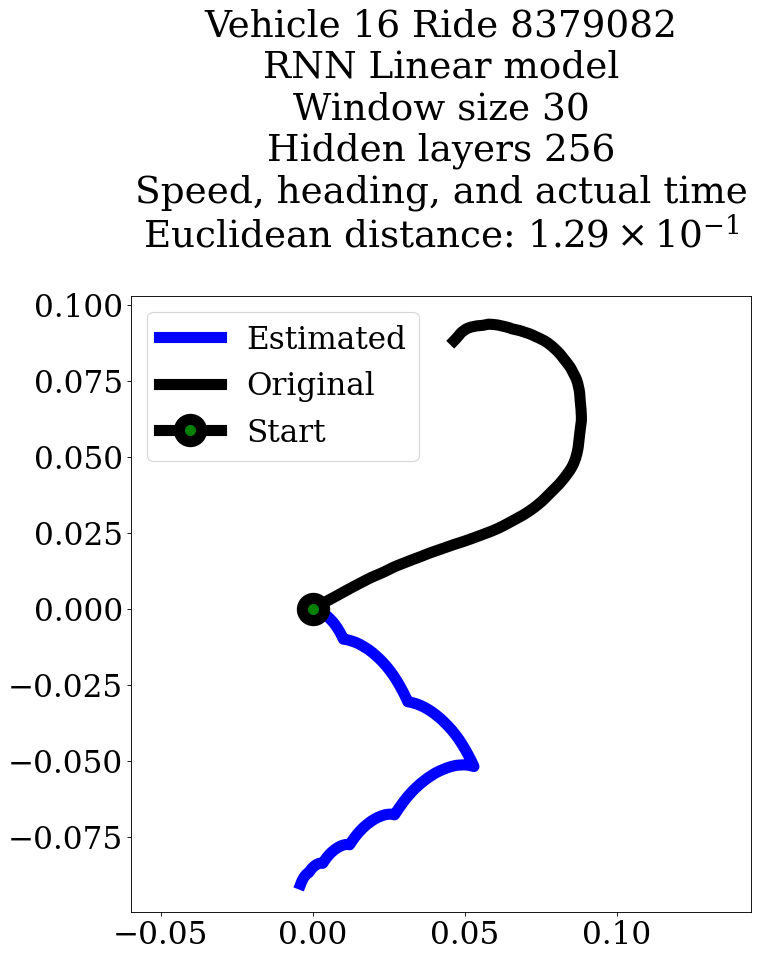 Vehicle 16 Ride 8379082
RNN Linear model
Window size 30
Hidden layers 256
Speed, heading, and actual time
Euclidean distance: 1.29 × 10⁻¹
Estimated
Original
Start
0.100
0.075
0.050
0.025
0.000
−0.025
−0.050
−0.075
−0.05 0.00 0.05 0.10